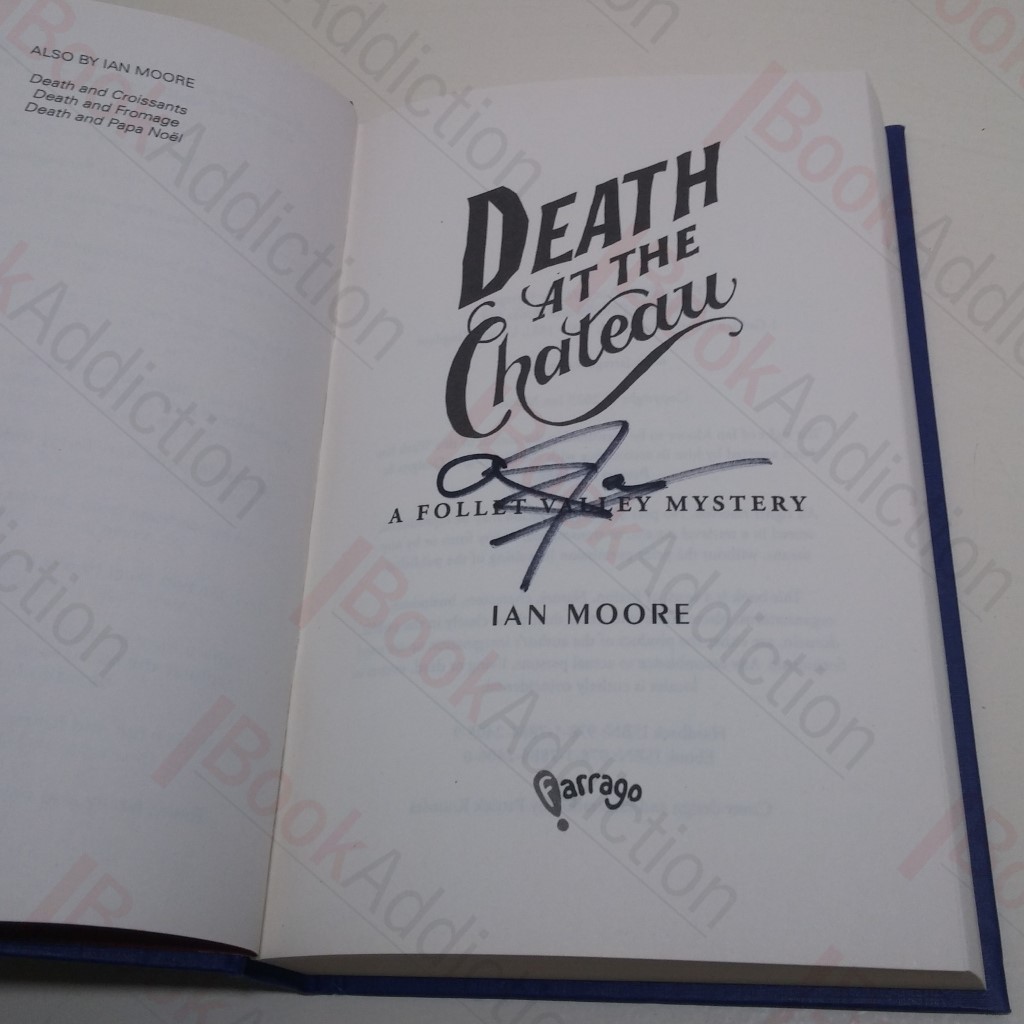 ALSO BY IAN MOORE
Death and Croissants
Death and Fromage
Death and Papa Noël
DEATH
AT THE
Chateau
A FOLLET VALLEY MYSTERY
IAN MOORE
Farrago
IBookAddiction